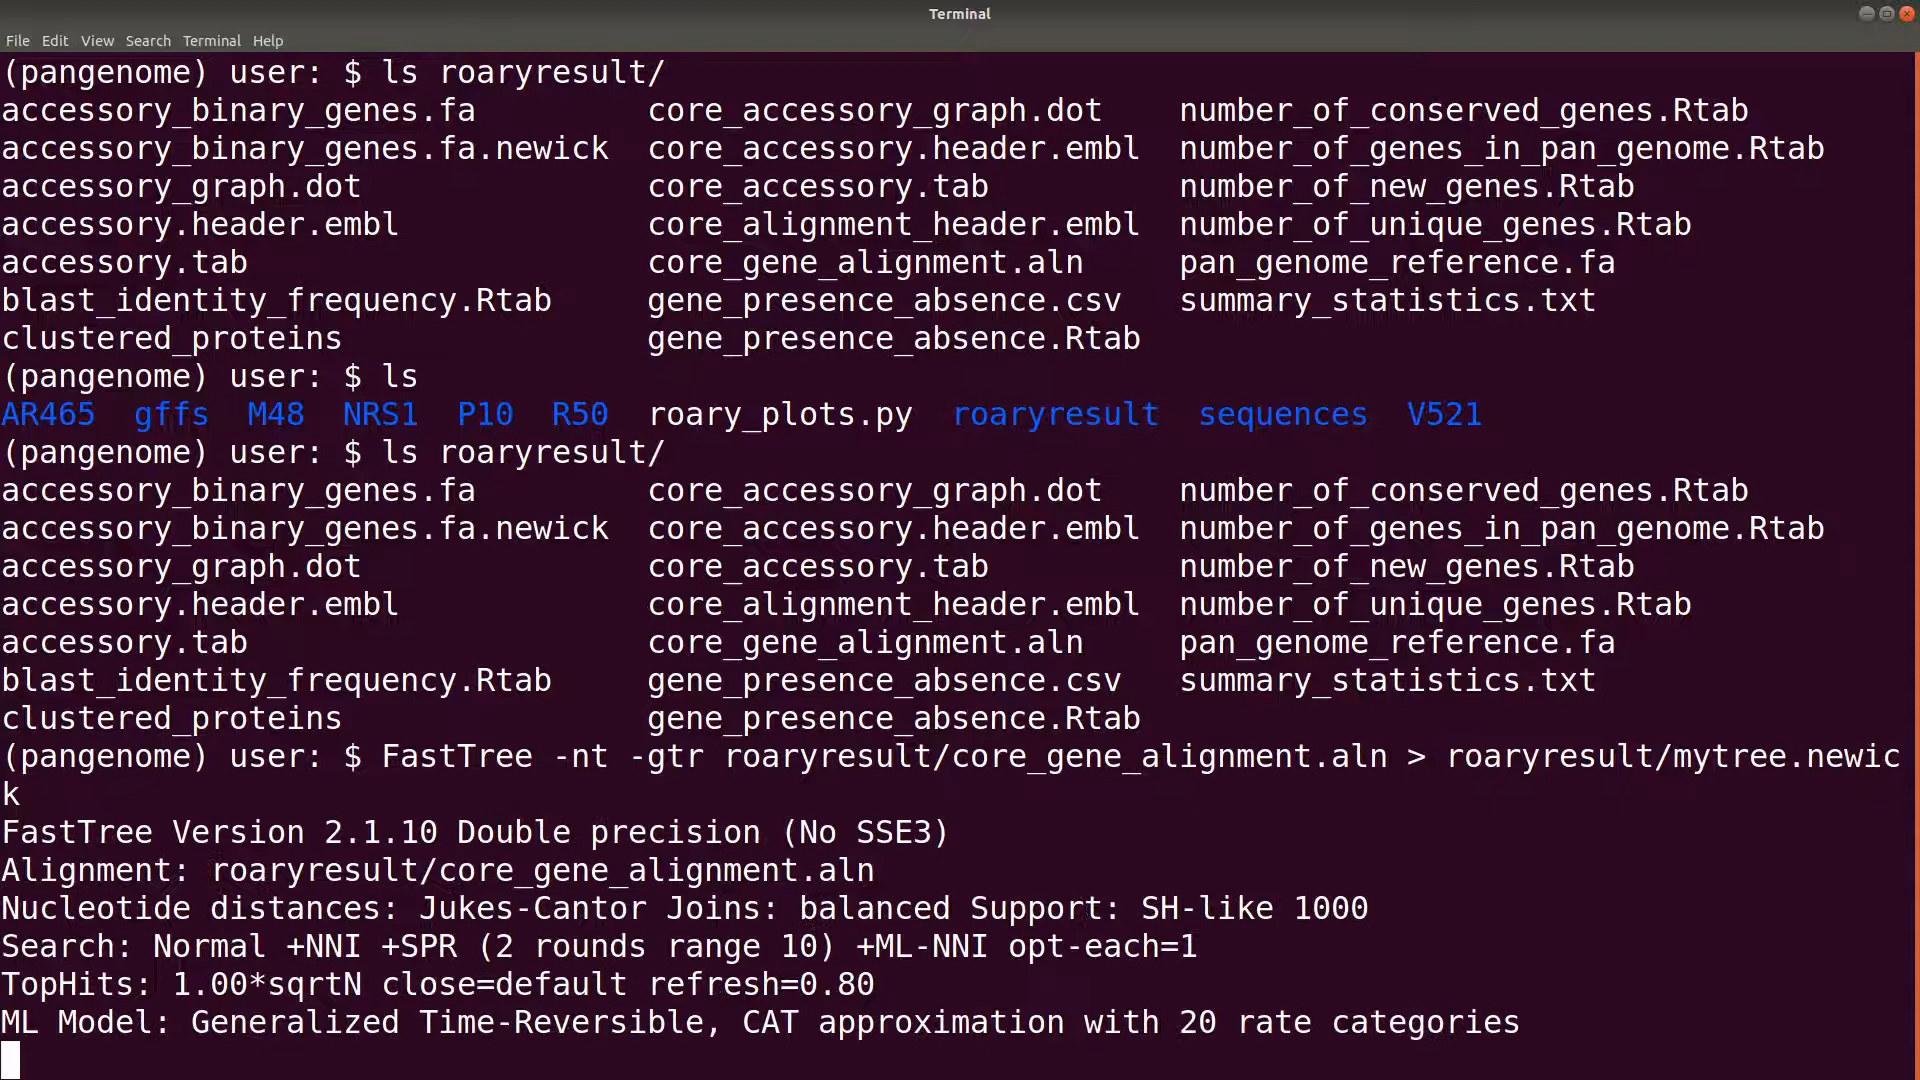 Terminal
File Edit View Search Terminal Help
(pangenome) user: $ ls roaryresult/
accessory_binary_genes.fa core_accessory_graph.dot number_of_conserved_genes.Rtab
accessory_binary_genes.fa.newick core_accessory.header.embl number_of_genes_in_pan_genome.Rtab
accessory_graph.dot core_accessory.tab number_of_new_genes.Rtab
accessory.header.embl core_alignment_header.embl number_of_unique_genes.Rtab
accessory.tab core_gene_alignment.aln pan_genome_reference.fa
blast_identity_frequency.Rtab gene_presence_absence.csv summary_statistics.txt
clustered_proteins gene_presence_absence.Rtab
(pangenome) user: $ ls
AR465 gffs M48 NRS1 P10 R50 roary_plots.py roaryresult sequences V521
(pangenome) user: $ ls roaryresult/
accessory_binary_genes.fa core_accessory_graph.dot number_of_conserved_genes.Rtab
accessory_binary_genes.fa.newick core_accessory.header.embl number_of_genes_in_pan_genome.Rtab
accessory_graph.dot core_accessory.tab number_of_new_genes.Rtab
accessory.header.embl core_alignment_header.embl number_of_unique_genes.Rtab
accessory.tab core_gene_alignment.aln pan_genome_reference.fa
blast_identity_frequency.Rtab gene_presence_absence.csv summary_statistics.txt
clustered_proteins gene_presence_absence.Rtab
(pangenome) user: $ FastTree -nt -gtr roaryresult/core_gene_alignment.aln > roaryresult/mytree.newic
k
FastTree Version 2.1.10 Double precision (No SSE3)
Alignment: roaryresult/core_gene_alignment.aln
Nucleotide distances: Jukes-Cantor Joins: balanced Support: SH-like 1000
Search: Normal +NNI +SPR (2 rounds range 10) +ML-NNI opt-each=1
TopHits: 1.00*sqrtN close=default refresh=0.80
ML Model: Generalized Time-Reversible, CAT approximation with 20 rate categories